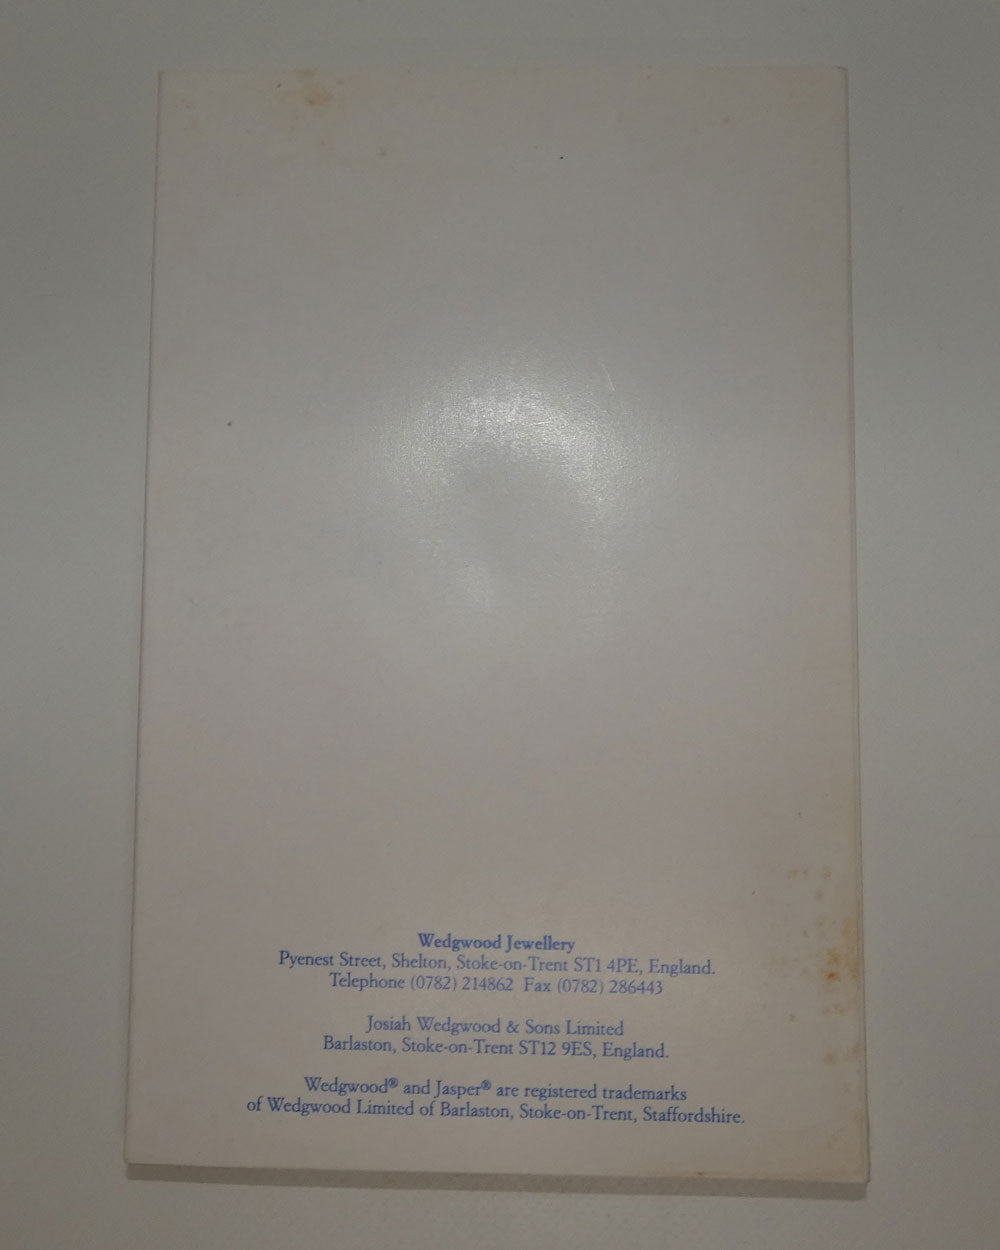 Wedgwood Jewellery
Pyenest Street, Shelton, Stoke-on-Trent ST1 4PE, England.
Telephone (0782) 214862 Fax (0782) 286443
Josiah Wedgwood & Sons Limited
Barlaston, Stoke-on-Trent ST12 9ES, England.
Wedgwood® and Jasper® are registered trademarks
of Wedgwood Limited of Barlaston, Stoke-on-Trent, Staffordshire.